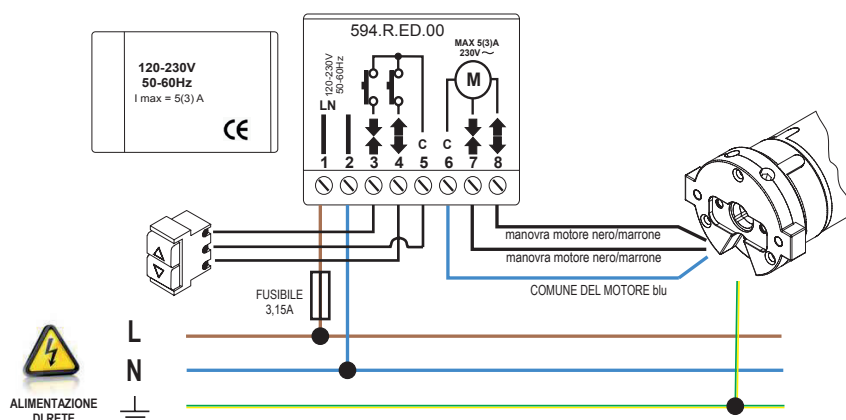 594.R.ED.00
120-230V
50-60Hz
I max = 5(3) A
CE
120-230V
50-60Hz
MAX 5(3)A
230V~
M
LN
C
C
1 2 3 4 5 6 7 8
manovra motore nero/marrone
manovra motore nero/marrone
COMUNE DEL MOTORE blu
FUSIBILE
3,15A
L
N
ALIMENTAZIONE
DI RETE